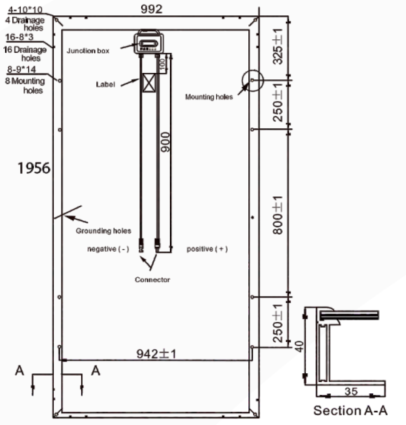 992
4-10*10
4 Drainage
holes
16-8*3
16 Drainage
holes
8-9*14
8 Mounting
holes
Junction box
Label
100
Mounting holes
325±1
250±1
900
1956
800±1
Grounding holes
negative (-)
positive (+)
Connector
250±1
942±1
A
A
40
35
Section A-A